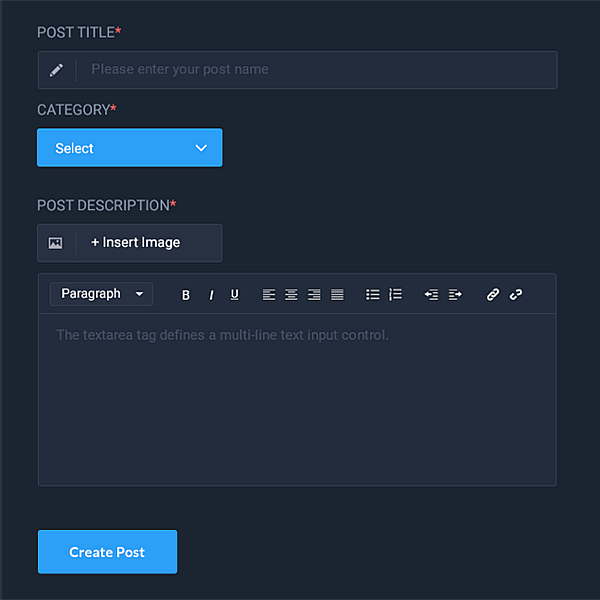 POST TITLE*
Please enter your post name
CATEGORY*
Select
POST DESCRIPTION*
+ Insert Image
Paragraph B I U
The textarea tag defines a multi-line text input control.
Create Post